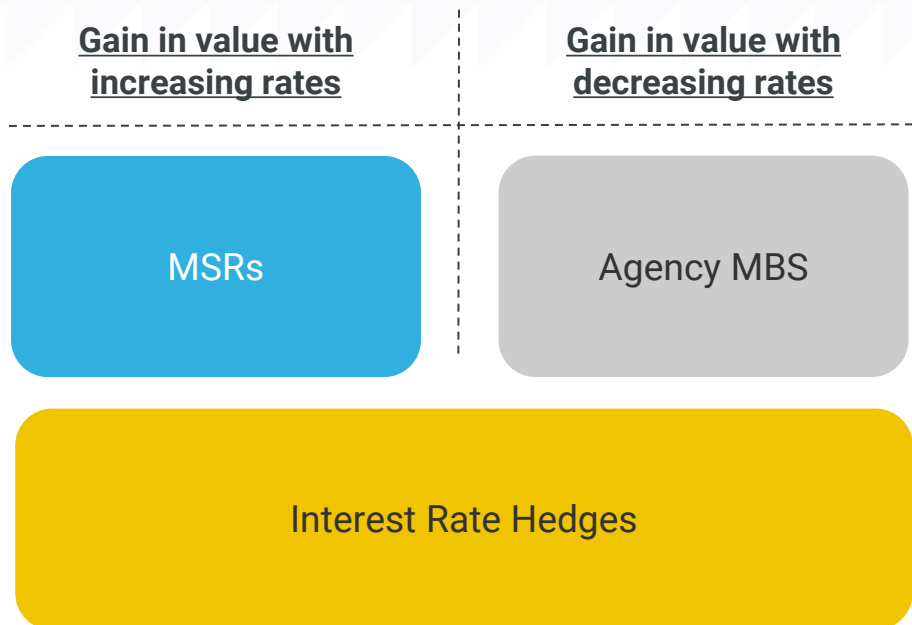 Gain in value with
increasing rates
Gain in value with
decreasing rates
MSRs
Agency MBS
Interest Rate Hedges